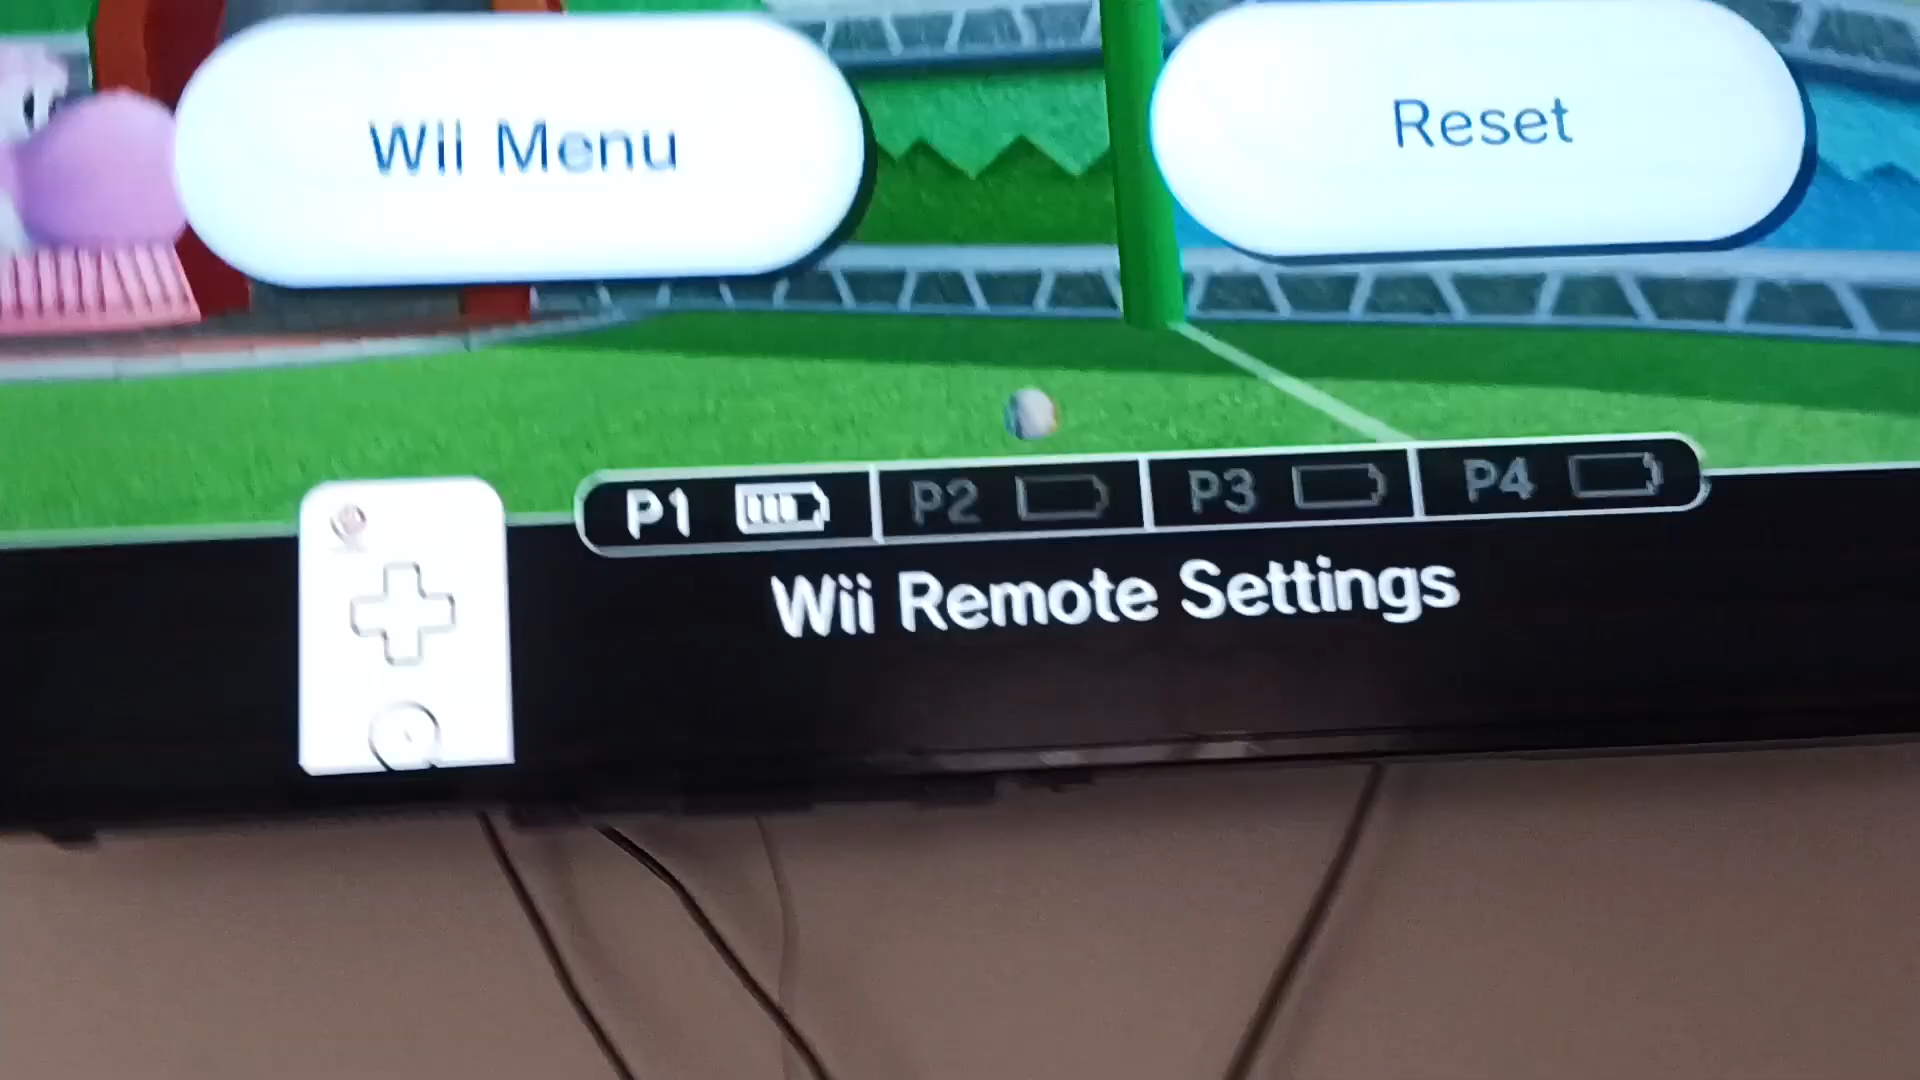 Wii Menu
Reset
P1 P2 P3 P4
Wii Remote Settings